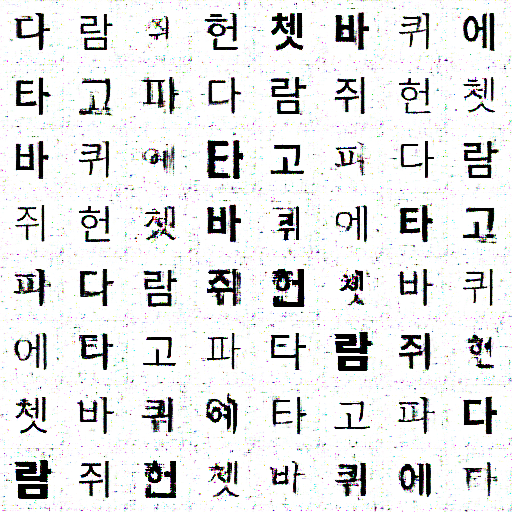 다 람 쥐 헌 쳇 바 퀴 에
타 고 파 다 람 쥐 헌 쳇
바 퀴 에 타 고 파 다 람
쥐 헌 쳇 바 퀴 에 타 고
파 다 람 쥐 헌 쳇 바 퀴
에 타 고 파 타 람 쥐 헌
쳇 바 퀴 에 타 고 파 다
람 쥐 헌 쳇 바 퀴 에 타